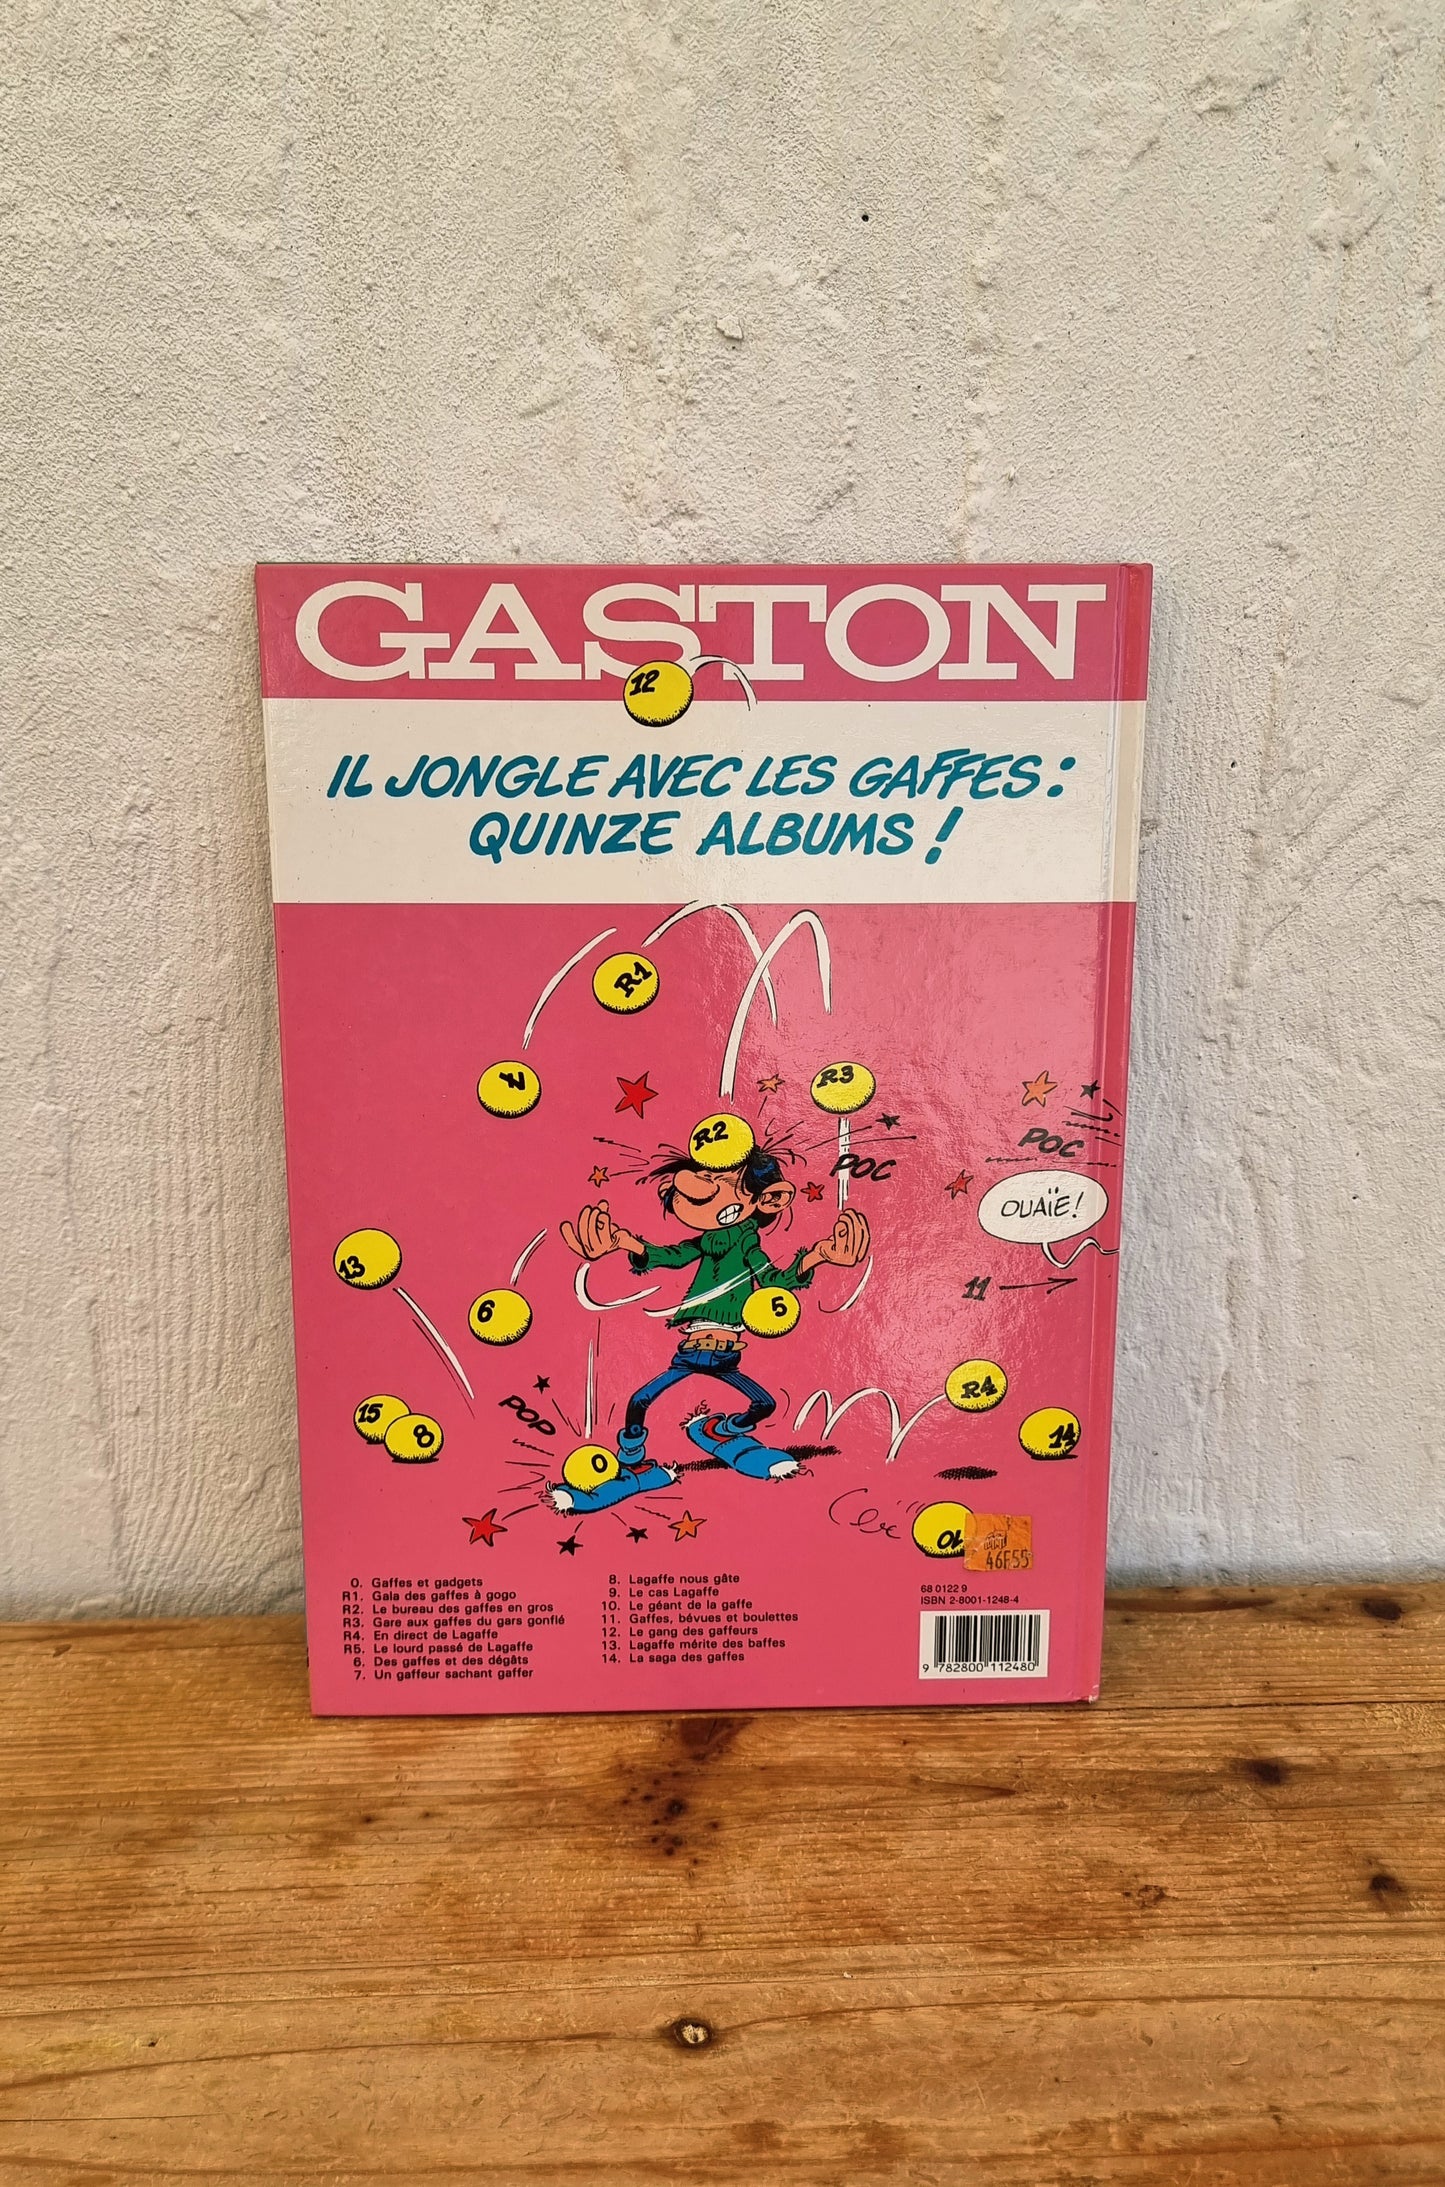 GASTON
12
IL JONGLE AVEC LES GAFFES :
QUINZE ALBUMS !
R1
7
R3
R2
POC
POC
OUAÏE !
13
6
5
11
R4
15
8
POP
0
14
10
46F55
0. Gaffes et gadgets
R1. Gala des gaffes à gogo
R2. Le bureau des gaffes en gros
R3. Gare aux gaffes du gars gonflé
R4. En direct de Lagaffe
R5. Le lourd passé de Lagaffe
6. Des gaffes et des dégâts
7. Un gaffeur sachant gaffer
8. Lagaffe nous gâte
9. Le cas Lagaffe
10. Le géant de la gaffe
11. Gaffes, bévues et boulettes
12. Le gang des gaffeurs
13. Lagaffe mérite des baffes
14. La saga des gaffes
68 0122 9
ISBN 2-8001-1248-4
9 782800 112480